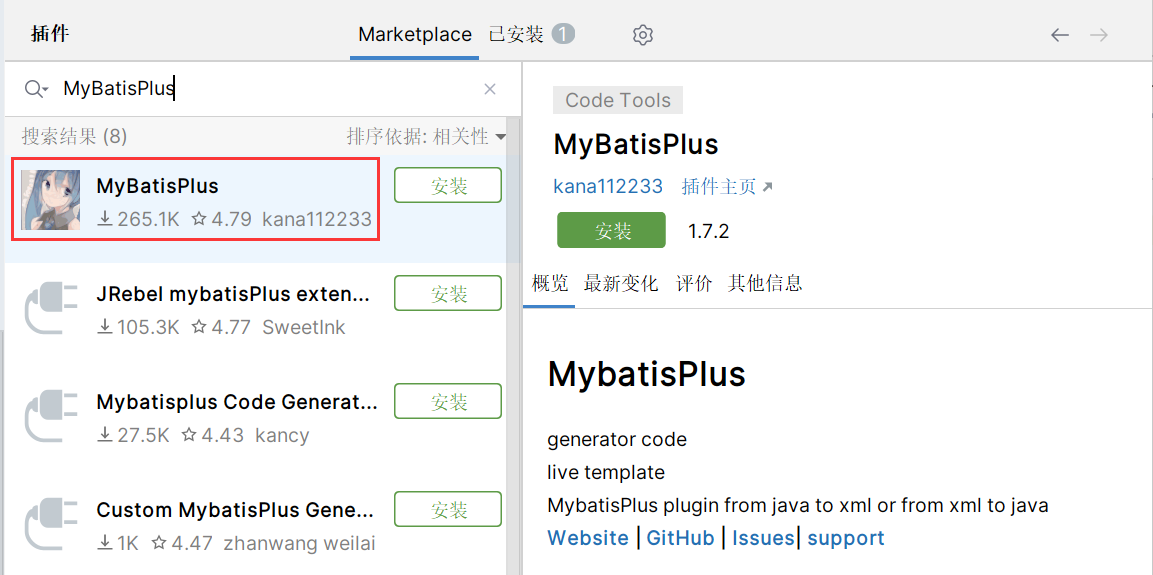 插件 Marketplace 已安装 1
MyBatisPlus
搜索结果 (8) 排序依据: 相关性
MyBatisPlus 安装
265.1K 4.79 kana112233
JRebel mybatisPlus exten... 安装
105.3K 4.77 SweetInk
Mybatisplus Code Generat... 安装
27.5K 4.43 kancy
Custom MybatisPlus Gene... 安装
1K 4.47 zhanwang weilai
Code Tools
MyBatisPlus
kana112233 插件主页
安装 1.7.2
概览 最新变化 评价 其他信息
MybatisPlus
generator code
live template
MybatisPlus plugin from java to xml or from xml to java
Website | GitHub | Issues| support